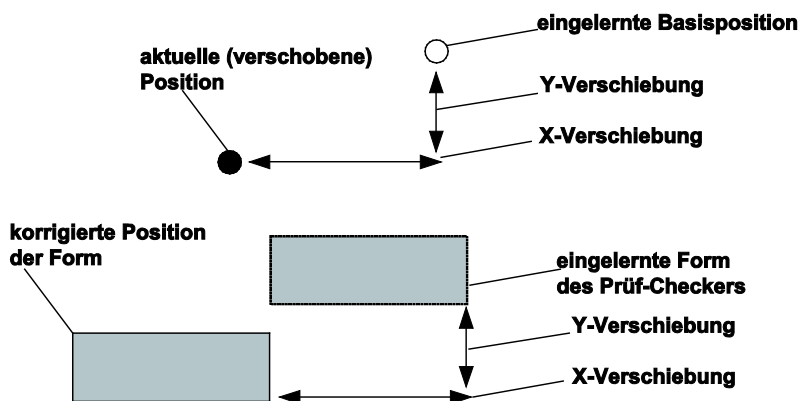 eingelernte Basisposition
aktuelle (verschobene)
Position
Y-Verschiebung
X-Verschiebung
korrigierte Position
der Form
eingelernte Form
des Prüf-Checkers
Y-Verschiebung
X-Verschiebung